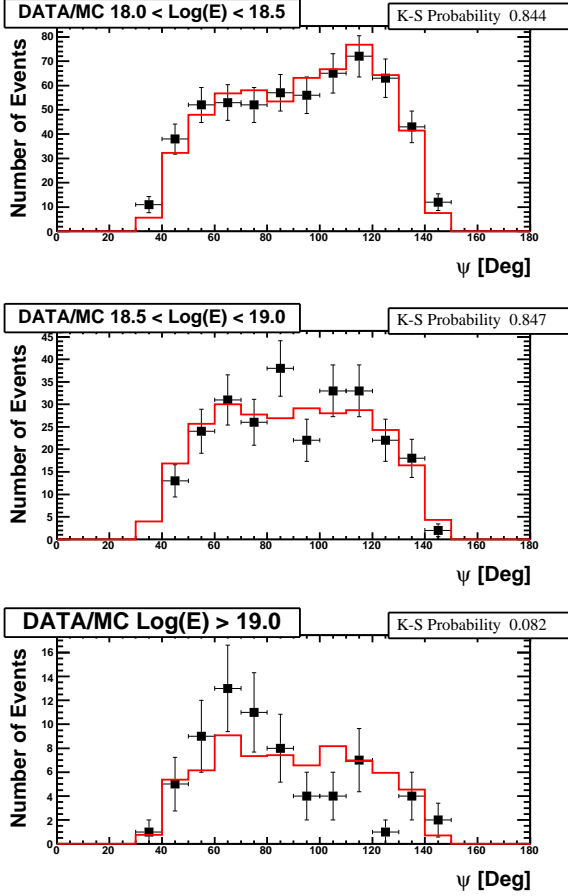 DATA/MC 18.0 < Log(E) < 18.5
K-S Probability 0.844
Number of Events
80
70
60
50
40
30
20
10
0
0 20 40 60 80 100 120 140 160 180
ψ [Deg]
DATA/MC 18.5 < Log(E) < 19.0
K-S Probability 0.847
Number of Events
45
40
35
30
25
20
15
10
5
0
0 20 40 60 80 100 120 140 160 180
ψ [Deg]
DATA/MC Log(E) > 19.0
K-S Probability 0.082
Number of Events
16
14
12
10
8
6
4
2
0
0 20 40 60 80 100 120 140 160 180
ψ [Deg]